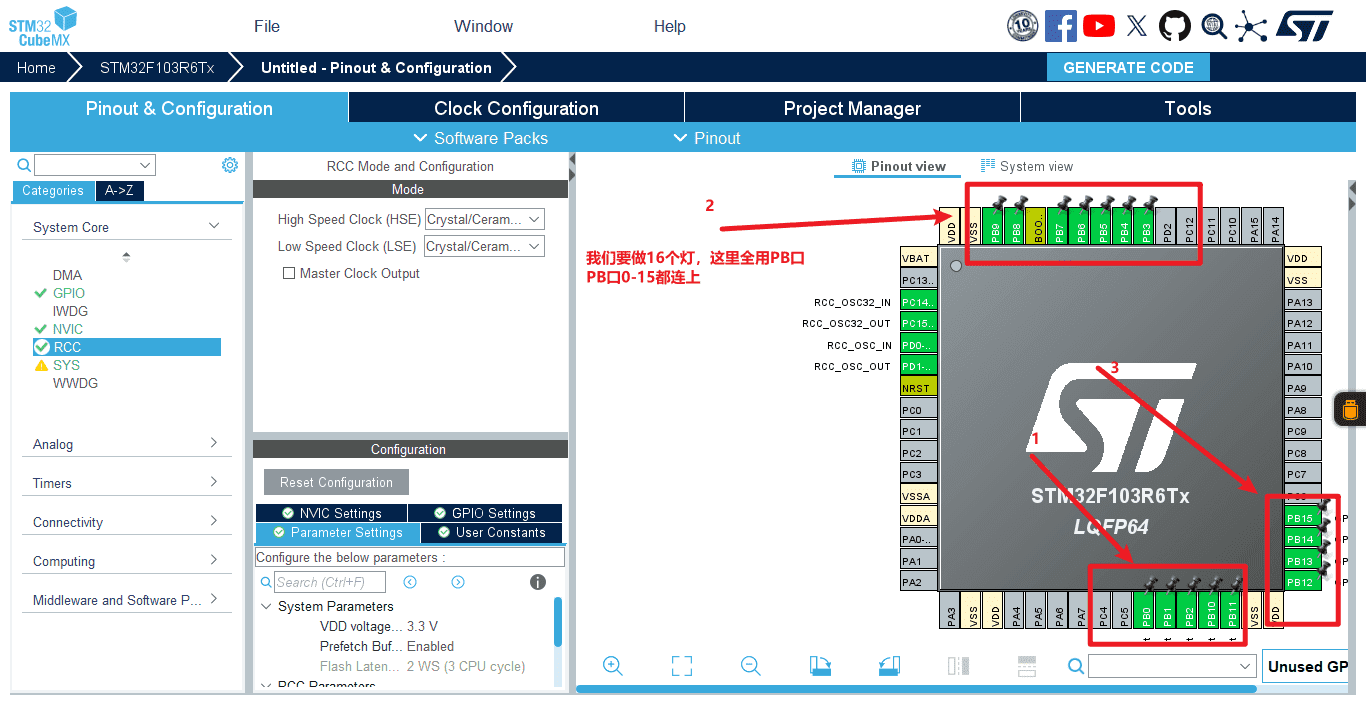 STM32
CubeMX
File
Window
Help
10
Home
STM32F103R6Tx
Untitled - Pinout & Configuration
GENERATE CODE
Pinout & Configuration
Clock Configuration
Project Manager
Tools
Software Packs
Pinout
Categories
A->Z
System Core
DMA
GPIO
IWDG
NVIC
RCC
SYS
WWDG
Analog
Timers
Connectivity
Computing
Middleware and Software P...
RCC Mode and Configuration
Mode
High Speed Clock (HSE)
Crystal/Ceram...
Low Speed Clock (LSE)
Crystal/Ceram...
Master Clock Output
Configuration
Reset Configuration
NVIC Settings
GPIO Settings
Parameter Settings
User Constants
Configure the below parameters :
Search (Ctrl+F)
System Parameters
VDD voltage...
3.3 V
Prefetch Buf...
Enabled
Flash Laten...
2 WS (3 CPU cycle)
RCC Parameters
Pinout view
System view
2
我们要做16个灯，这里全用PB口
PB口0-15都连上
VDD
VSS
PB9
PB8
BOO..
PB7
PB6
PB5
PB4
PB3
PD2
PC12
PC11
PC10
PA15
PA14
VBAT
PC13..
RCC_OSC32_IN
PC14..
RCC_OSC32_OUT
PC15..
RCC_OSC_IN
PD0-..
RCC_OSC_OUT
PD1-..
NRST
PC0
PC1
PC2
PC3
VSSA
VDDA
PA0-..
PA1
PA2
VDD
VSS
PA13
PA12
PA11
PA10
PA9
PA8
PC9
PC8
PC7
PC6
PB15
PB14
PB13
PB12
3
1
STM32F103R6Tx
LQFP64
PA3
VSS
VDD
PA4
PA5
PA6
PA7
PC4
PC5
PB0
PB1
PB2
PB10
PB11
VSS
VDD
Unused GP